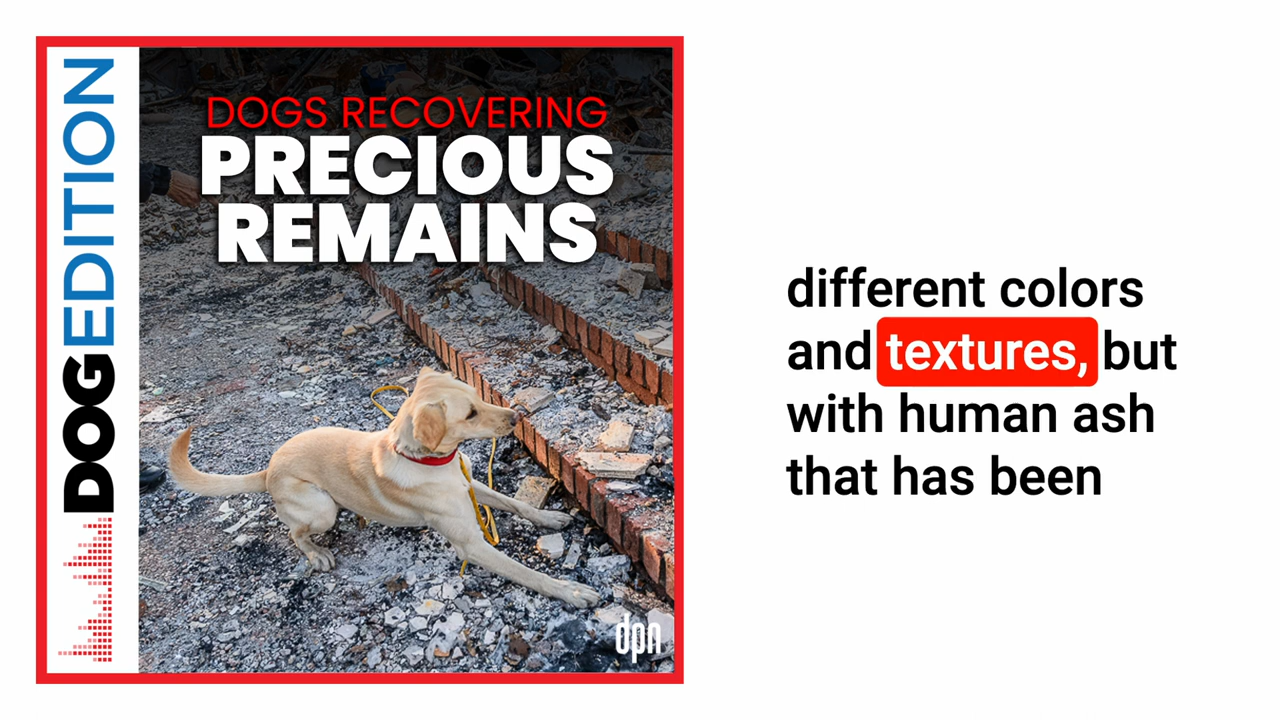 DOGEDITION
DOGS RECOVERING
PRECIOUS
REMAINS
dpn
different colors
and textures, but
with human ash
that has been